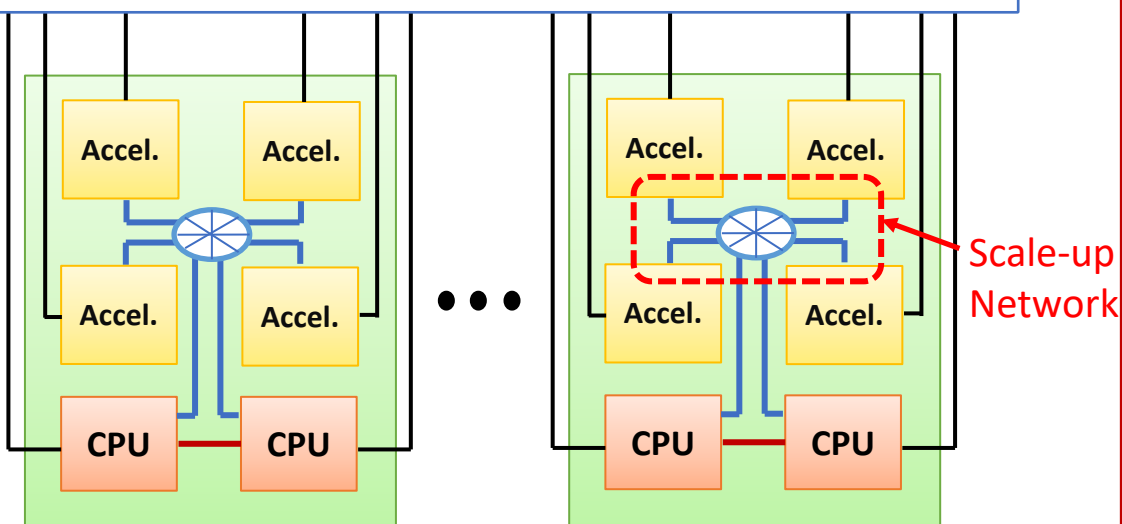 Accel.
Accel.
Accel.
Accel.
Accel.
Accel.
Accel.
Accel.
Scale-up
Network
CPU
CPU
CPU
CPU